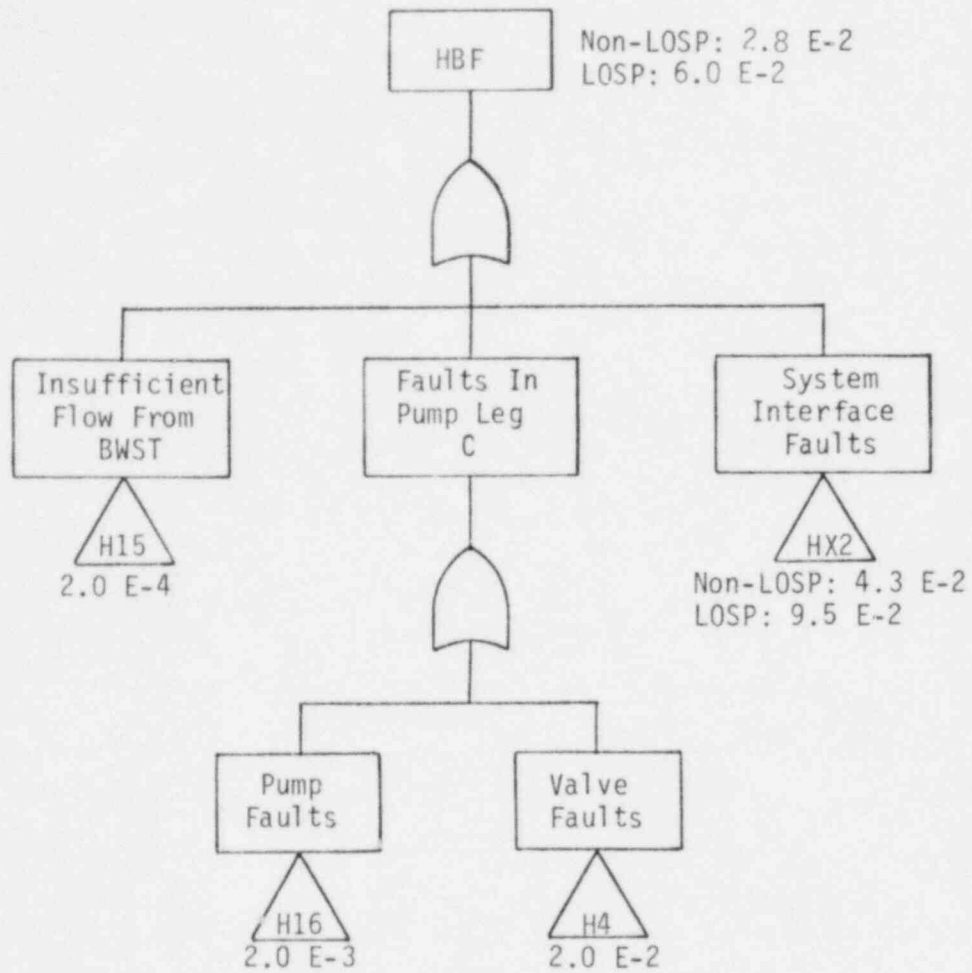 HBF
Non-LOSP: 2.8 E-2
LOSP: 6.0 E-2
Insufficient
Flow From
BWST
H15
2.0 E-4
Faults In
Pump Leg
C
System
Interface
Faults
HX2
Non-LOSP: 4.3 E-2
LOSP: 9.5 E-2
Pump
Faults
H16
2.0 E-3
Valve
Faults
H4
2.0 E-2